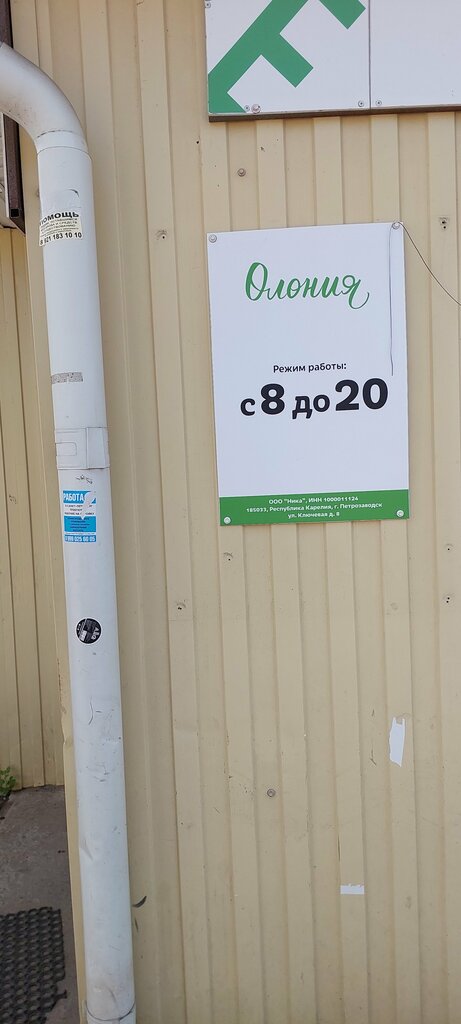 ПОМОЩЬ
8 921 183 10 10
Олония
Режим работы:
с 8 до 20
ООО "Ника", ИНН 1000011124
185033, Республика Карелия, г. Петрозаводск
ул. Ключевая д. 8
РАБОТА